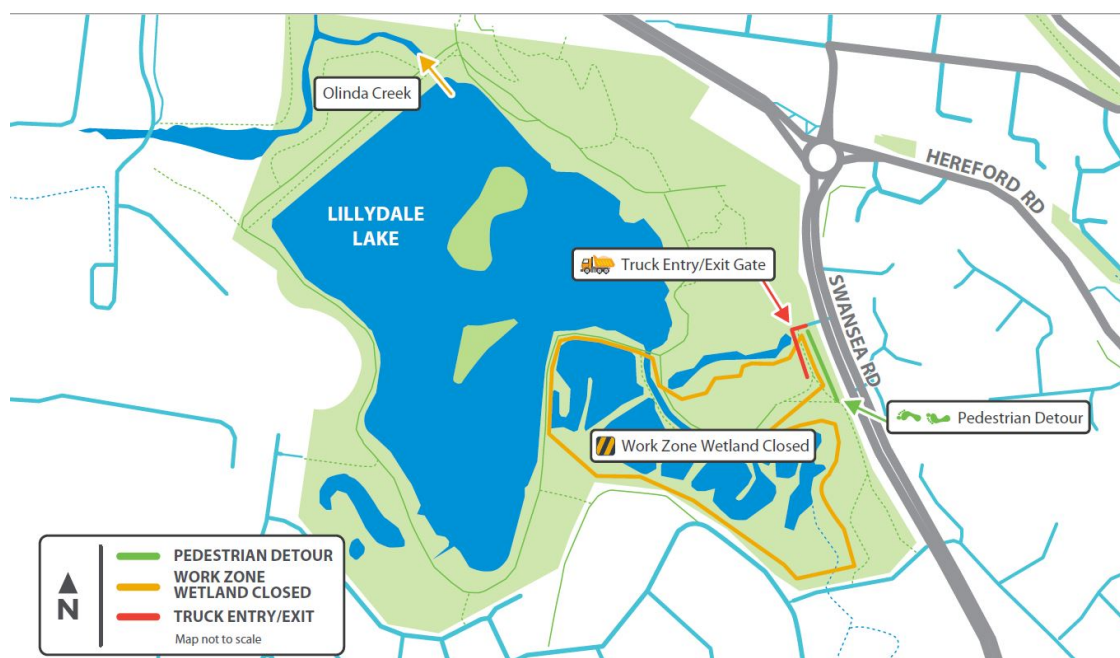 Olinda Creek
HEREFORD RD
LILLYDALE
LAKE
Truck Entry/Exit Gate
SWANSEA RD
Pedestrian Detour
Work Zone Wetland Closed
N
PEDESTRIAN DETOUR
WORK ZONE
WETLAND CLOSED
TRUCK ENTRY/EXIT
Map not to scale